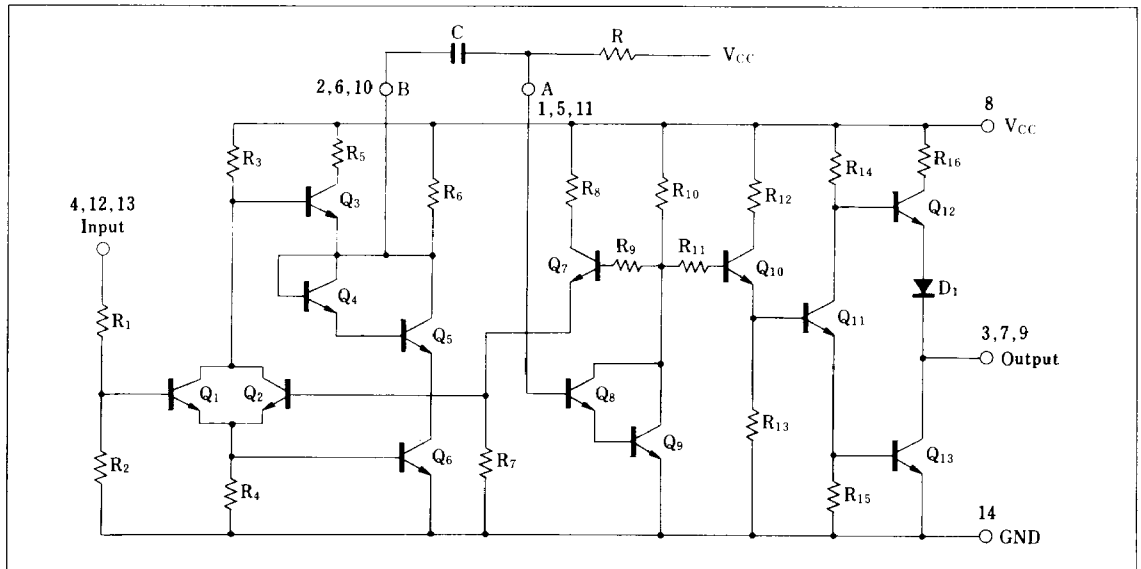 C
R
VCC
2,6,10
B
A
1,5,11
8
VCC
R3
R5
R6
R8
R10
R12
R14
R16
4,12,13
Input
Q3
Q12
Q7
R9
R11
Q10
Q4
D1
R1
Q5
Q11
3,7,9
Output
Q1
Q2
Q8
R13
Q9
R2
R4
Q6
R7
Q13
R15
14
GND